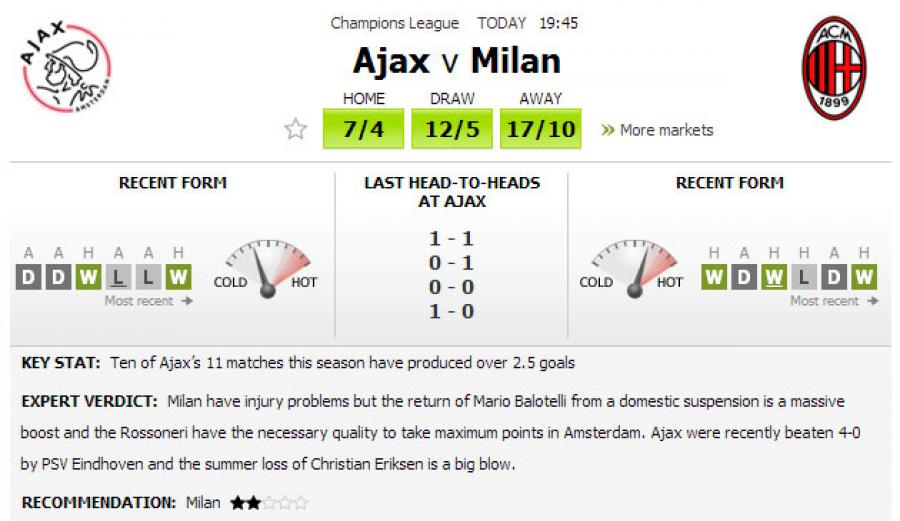 Champions League TODAY 19:45
Ajax v Milan
HOME DRAW AWAY
7/4 12/5 17/10 » More markets
AJAX
AMSTERDAM
ACM
1899
RECENT FORM
A A H A A H
D D W L L W
Most recent →
COLD HOT
LAST HEAD-TO-HEADS
AT AJAX
1 - 1
0 - 1
0 - 0
1 - 0
RECENT FORM
COLD HOT
H A H H A H
W D W L D W
Most recent →
KEY STAT: Ten of Ajax's 11 matches this season have produced over 2.5 goals
EXPERT VERDICT: Milan have injury problems but the return of Mario Balotelli from a domestic suspension is a massive
boost and the Rossoneri have the necessary quality to take maximum points in Amsterdam. Ajax were recently beaten 4-0
by PSV Eindhoven and the summer loss of Christian Eriksen is a big blow.
RECOMMENDATION: Milan